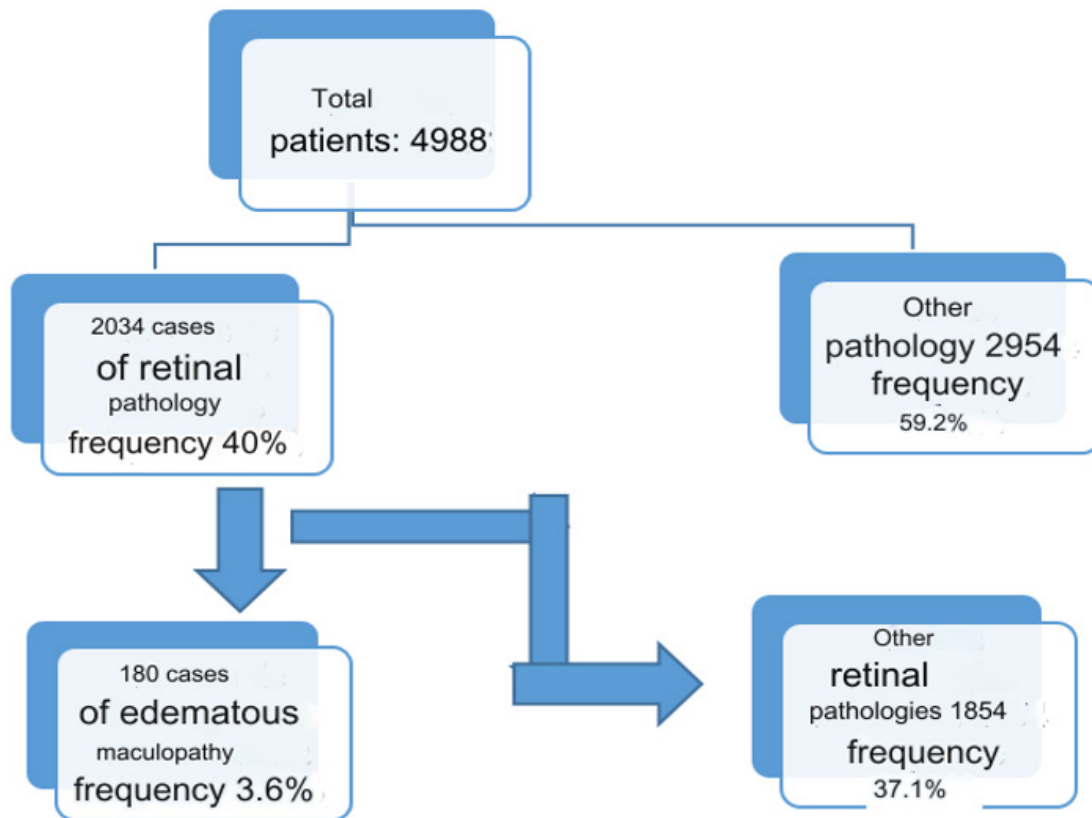 Total
patients: 4988
2034 cases
of retinal
pathology
frequency 40%
Other
pathology 2954
frequency
59.2%
180 cases
of edematous
maculopathy
frequency 3.6%
Other
retinal
pathologies 1854
frequency
37.1%